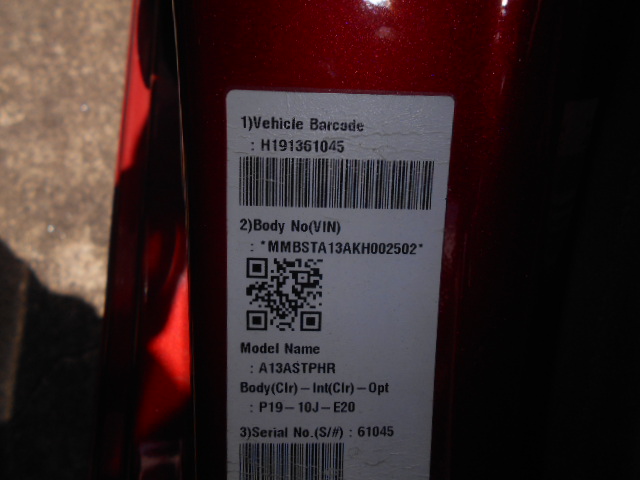 1)Vehicle Barcode
: H191361045
2)Body No(VIN)
: *MMBSTA13AKH002502*
Model Name
: A13ASTPHR
Body(Clr)-Int(Clr)-Opt
: P19-10J-E20
3)Serial No.(S/#) : 61045